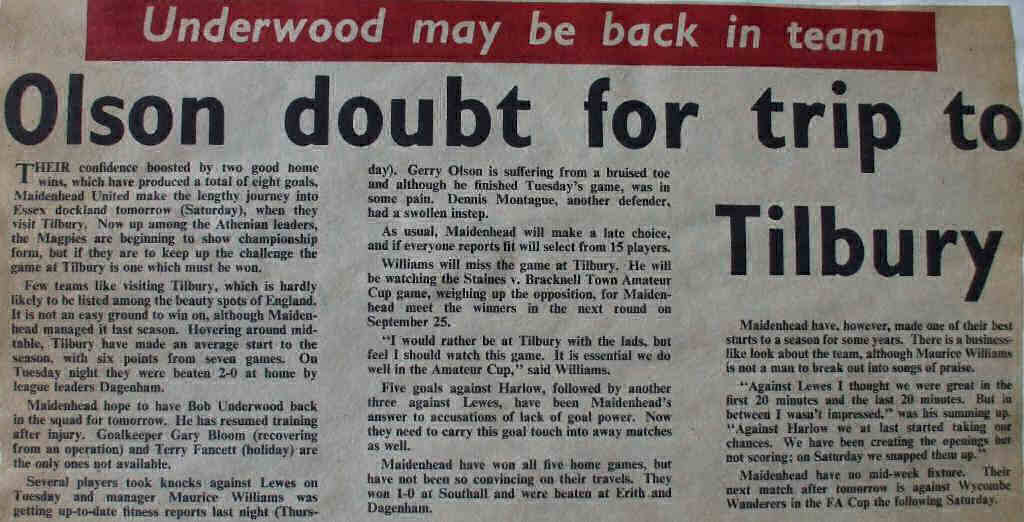 Underwood may be back in team
Olson doubt for trip to
Tilbury
THEIR confidence boosted by two good home
wins, which have produced a total of eight goals,
Maidenhead United make the lengthy journey into
Essex dockland tomorrow (Saturday), when they
visit Tilbury. Now up among the Athenian leaders,
the Magpies are beginning to show championship
form, but if they are to keep up the challenge the
game at Tilbury is one which must be won.
Few teams like visiting Tilbury, which is hardly
likely to be listed among the beauty spots of England.
It is not an easy ground to win on, although Maiden-
head managed it last season. Hovering around mid-
table, Tilbury have made an average start to the
season, with six points from seven games. On
Tuesday night they were beaten 2-0 at home by
league leaders Dagenham.
Maidenhead hope to have Bob Underwood back
in the squad for tomorrow. He has resumed training
after injury. Goalkeeper Gary Bloom (recovering
from an operation) and Terry Fancett (holiday) are
the only ones not available.
Several players took knocks against Lewes on
Tuesday and manager Maurice Williams was
getting up-to-date fitness reports last night (Thurs-
day). Gerry Olson is suffering from a bruised toe
and although he finished Tuesday's game, was in
some pain. Dennis Montague, another defender,
had a swollen instep.
As usual, Maidenhead will make a late choice,
and if everyone reports fit will select from 15 players.
Williams will miss the game at Tilbury. He will
be watching the Staines v. Bracknell Town Amateur
Cup game, weighing up the opposition, for Maiden-
head meet the winners in the next round on
September 25.
"I would rather be at Tilbury with the lads, but
feel I should watch this game. It is essential we do
well in the Amateur Cup," said Williams.
Five goals against Harlow, followed by another
three against Lewes, have been Maidenhead's
answer to accusations of lack of goal power. Now
they need to carry this goal touch into away matches
as well.
Maidenhead have won all five home games, but
have not been so convincing on their travels. They
won 1-0 at Southall and were beaten at Erith and
Dagenham.
Maidenhead have, however, made one of their best
starts to a season for some years. There is a business-
like look about the team, although Maurice Williams
is not a man to break out into songs of praise.
"Against Lewes I thought we were great in the
first 20 minutes and the last 20 minutes. But in
between I wasn't impressed," was his summing up.
"Against Harlow we at last started taking our
chances. We have been creating the openings but
not scoring; on Saturday we snapped them up."
Maidenhead have no mid-week fixture. Their
next match after tomorrow is against Wycombe
Wanderers in the FA Cup the following Saturday.